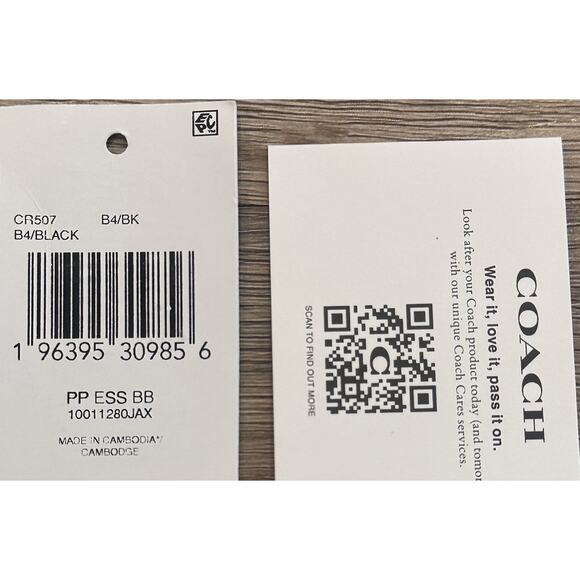 ECPC™
CR507 B4/BK
B4/BLACK
1 96395 30985 6
PP ESS BB
10011280JAX
MADE IN CAMBODIA*/
CAMBODGE
COACH
Wear it, love it, pass it on.
Look after your Coach product today (and tomor
with our unique Coach Cares services.
C
SCAN TO FIND OUT MORE